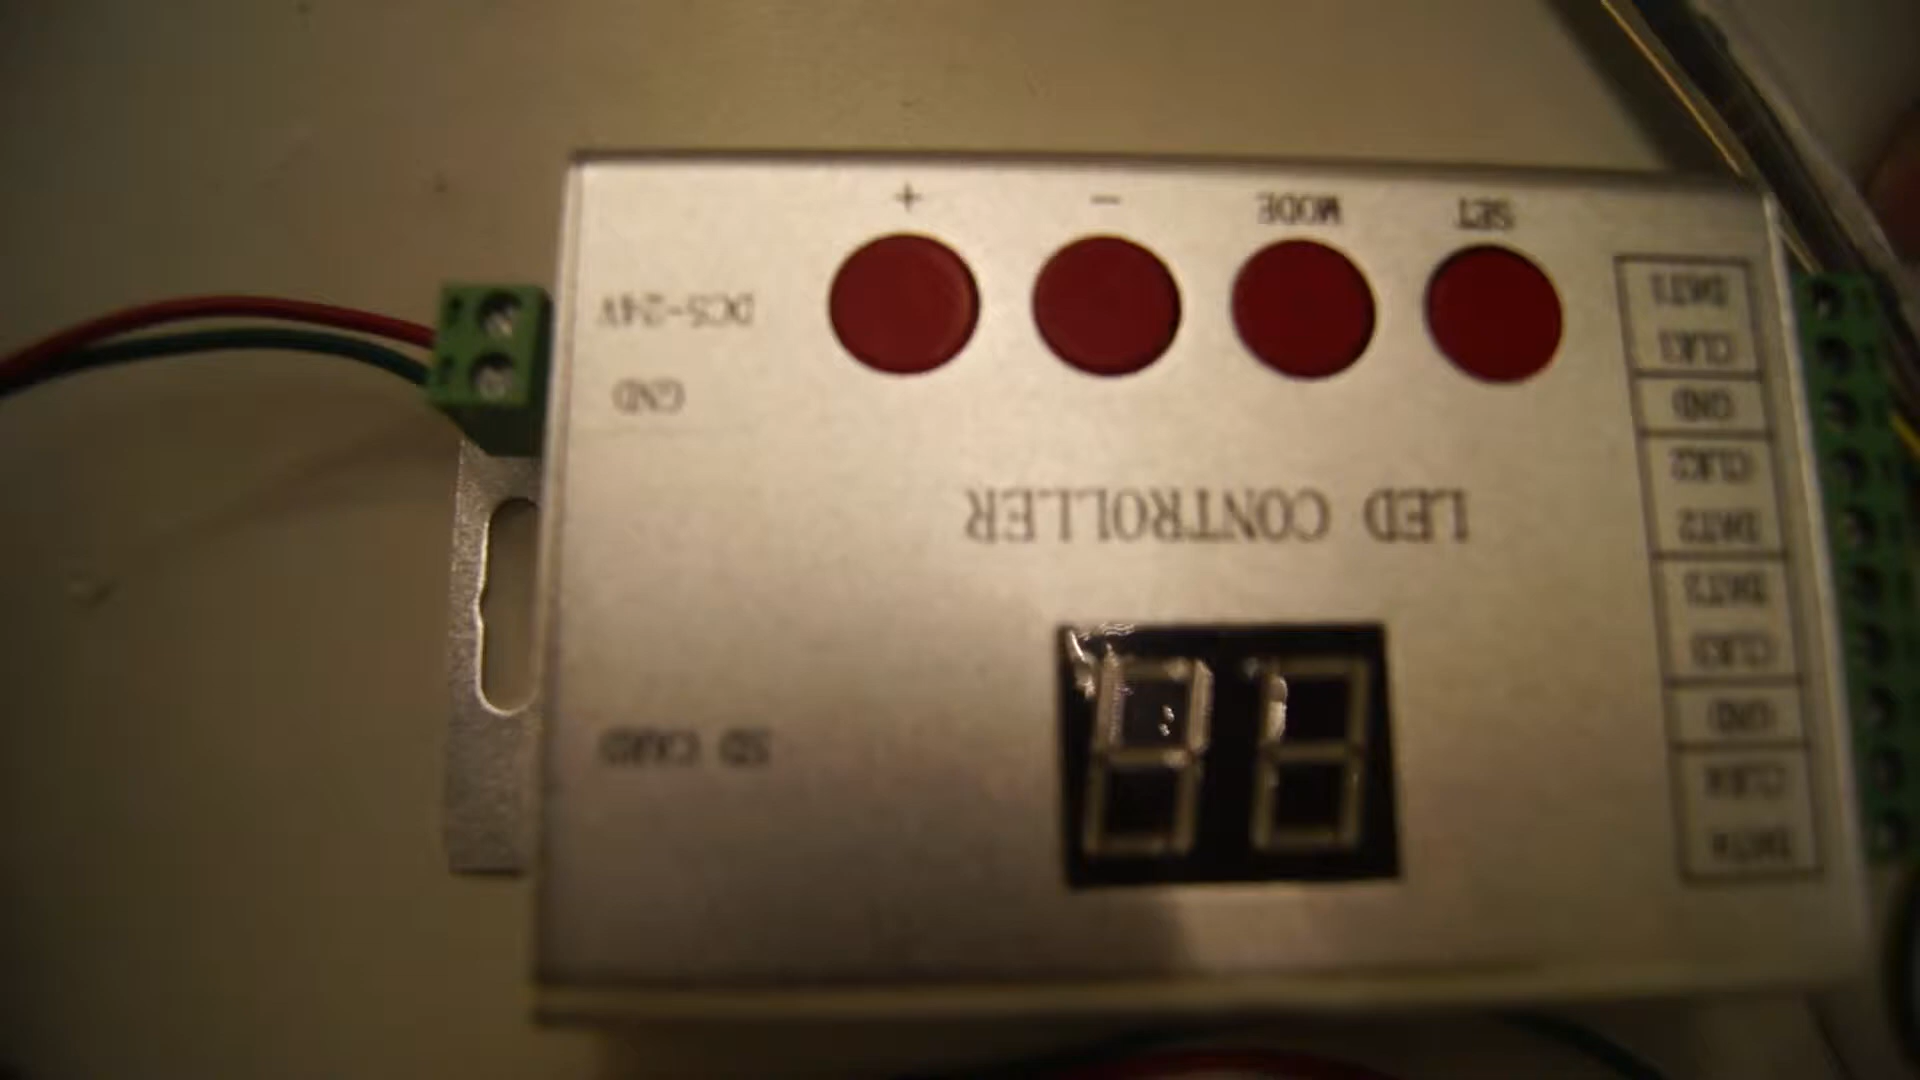 DAT4
CLK4
GND
CLK3
DAT3
DAT2
CLK2
GND
CLK1
DAT1
SD CARD
LED CONTROLLER
GND
DC5-24V
SET MODE - +